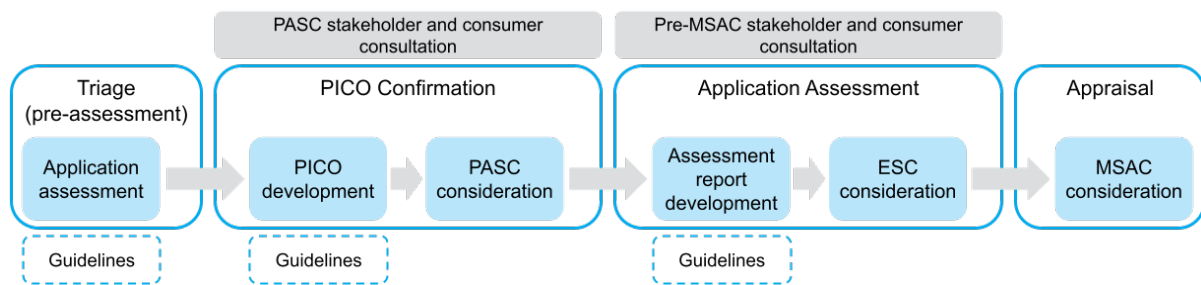 PASC stakeholder and consumer
consultation
Pre-MSAC stakeholder and consumer
consultation
Triage
(pre-assessment)
PICO Confirmation
Application Assessment
Appraisal
Application
assessment
PICO
development
PASC
consideration
Assessment
report
development
ESC
consideration
MSAC
consideration
Guidelines
Guidelines
Guidelines